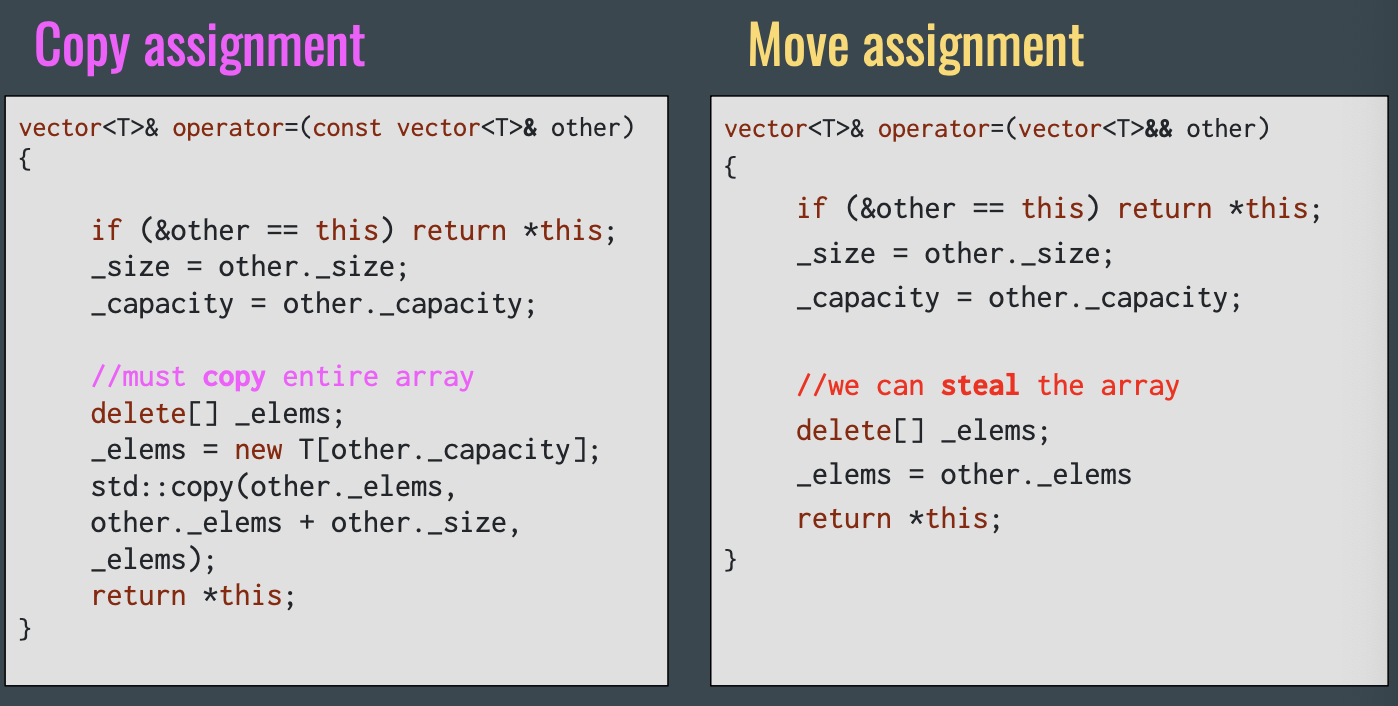 Copy assignment
vector<T>& operator=(const vector<T>& other)
{
if (&other == this) return *this;
_size = other._size;
_capacity = other._capacity;
//must copy entire array
delete[] _elems;
_elems = new T[other._capacity];
std::copy(other._elems,
other._elems + other._size,
_elems);
return *this;
}
Move assignment
vector<T>& operator=(vector<T>&& other)
{
if (&other == this) return *this;
_size = other._size;
_capacity = other._capacity;
//we can steal the array
delete[] _elems;
_elems = other._elems
return *this;
}